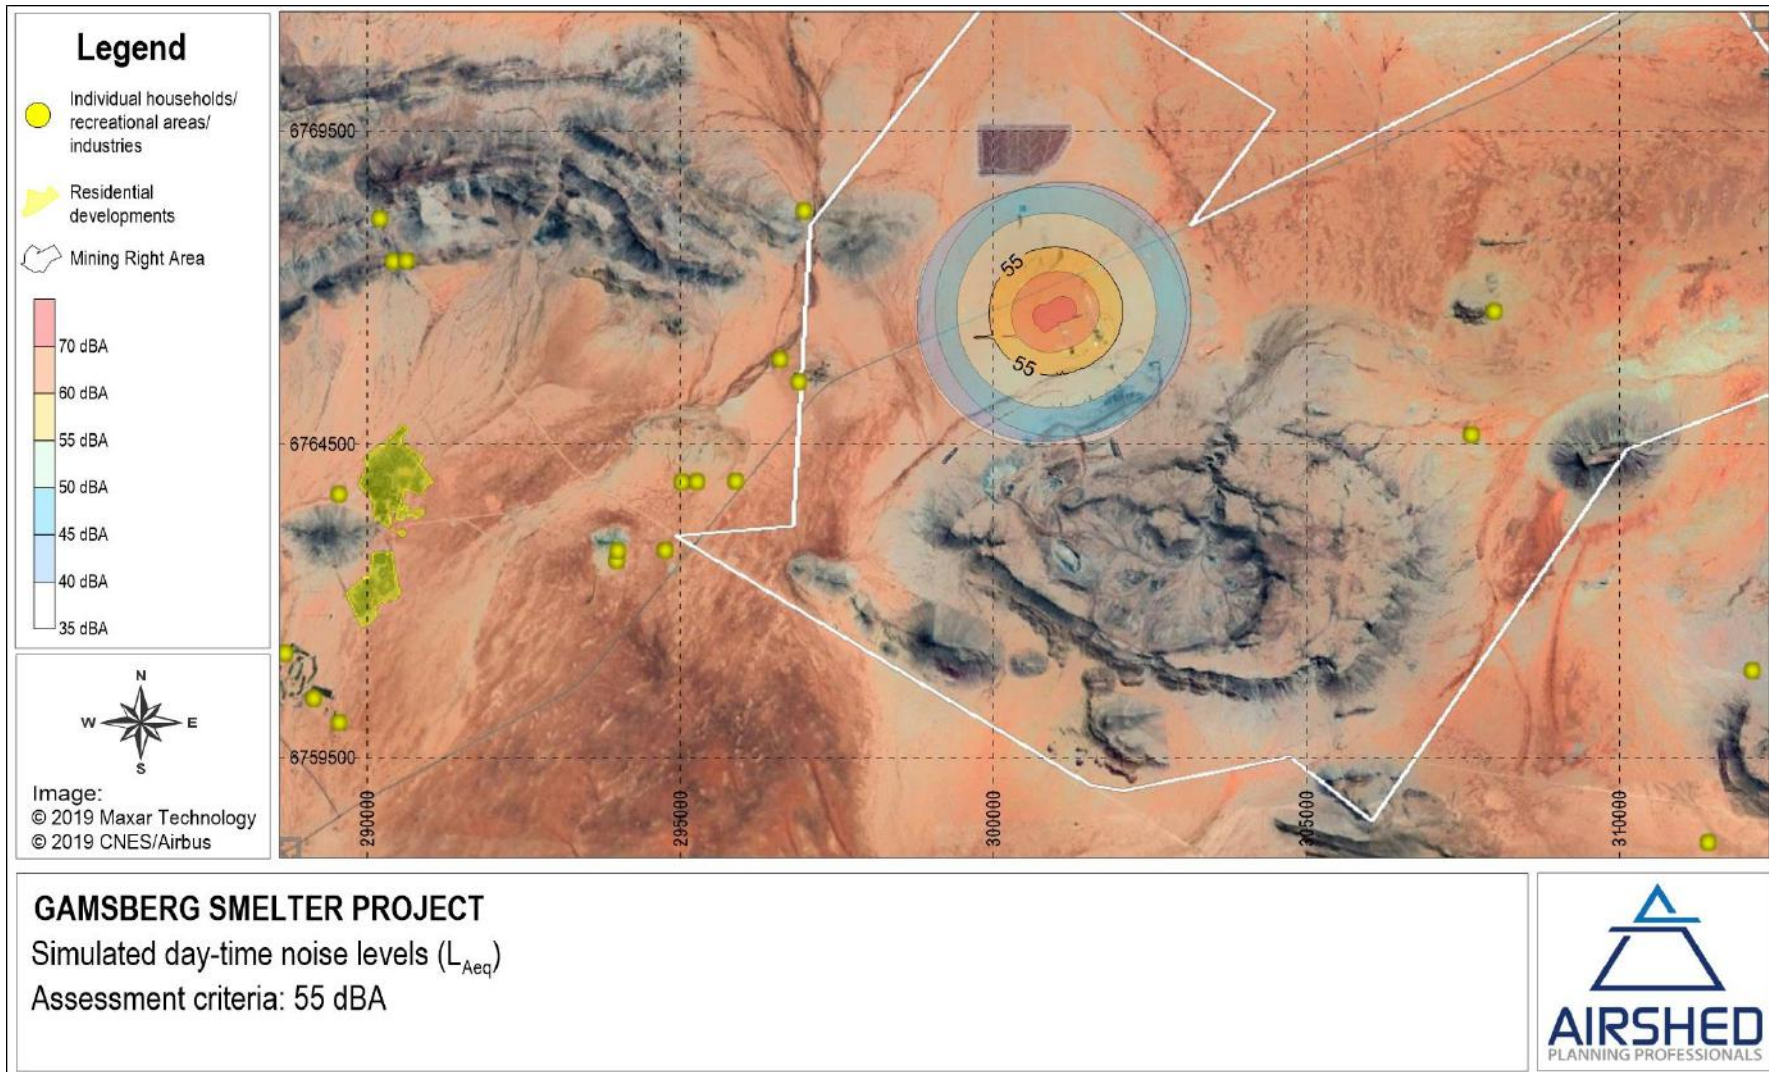 Legend
Individual households/
recreational areas/
industries
Residential
developments
Mining Right Area
70 dBA
60 dBA
55 dBA
50 dBA
45 dBA
40 dBA
35 dBA
N
W E
S
Image:
© 2019 Maxar Technology
© 2019 CNES/Airbus
6769500
6764500
6759500
290000
295000
300000
305000
310000
55
55
GAMSBERG SMELTER PROJECT
Simulated day-time noise levels (LAeq)
Assessment criteria: 55 dBA
AIRSHED
PLANNING PROFESSIONALS